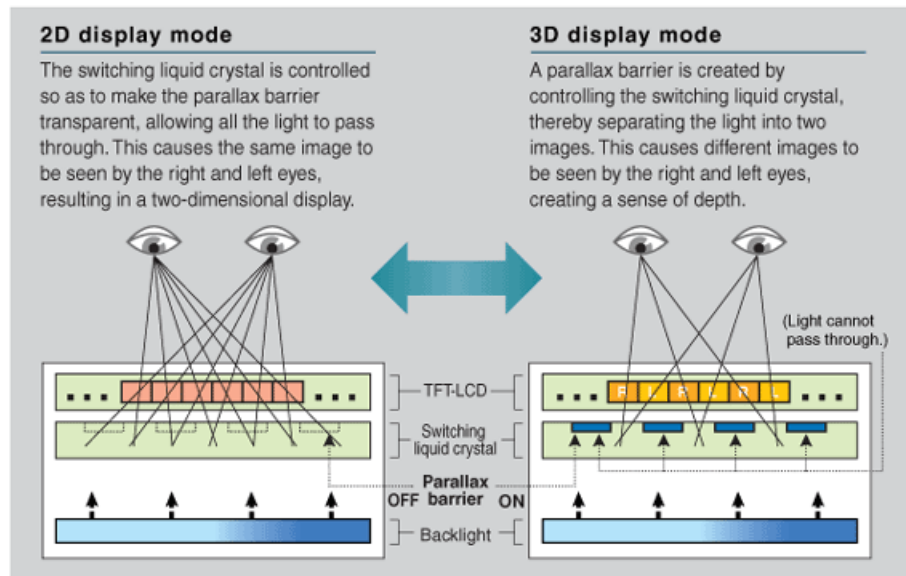 2D display mode
The switching liquid crystal is controlled
so as to make the parallax barrier
transparent, allowing all the light to pass
through. This causes the same image to
be seen by the right and left eyes,
resulting in a two-dimensional display.
3D display mode
A parallax barrier is created by
controlling the switching liquid crystal,
thereby separating the light into two
images. This causes different images to
be seen by the right and left eyes,
creating a sense of depth.
(Light cannot
pass through.)
TFT-LCD
R L R L R L
Switching
liquid crystal
Parallax
barrier
OFF
ON
Backlight